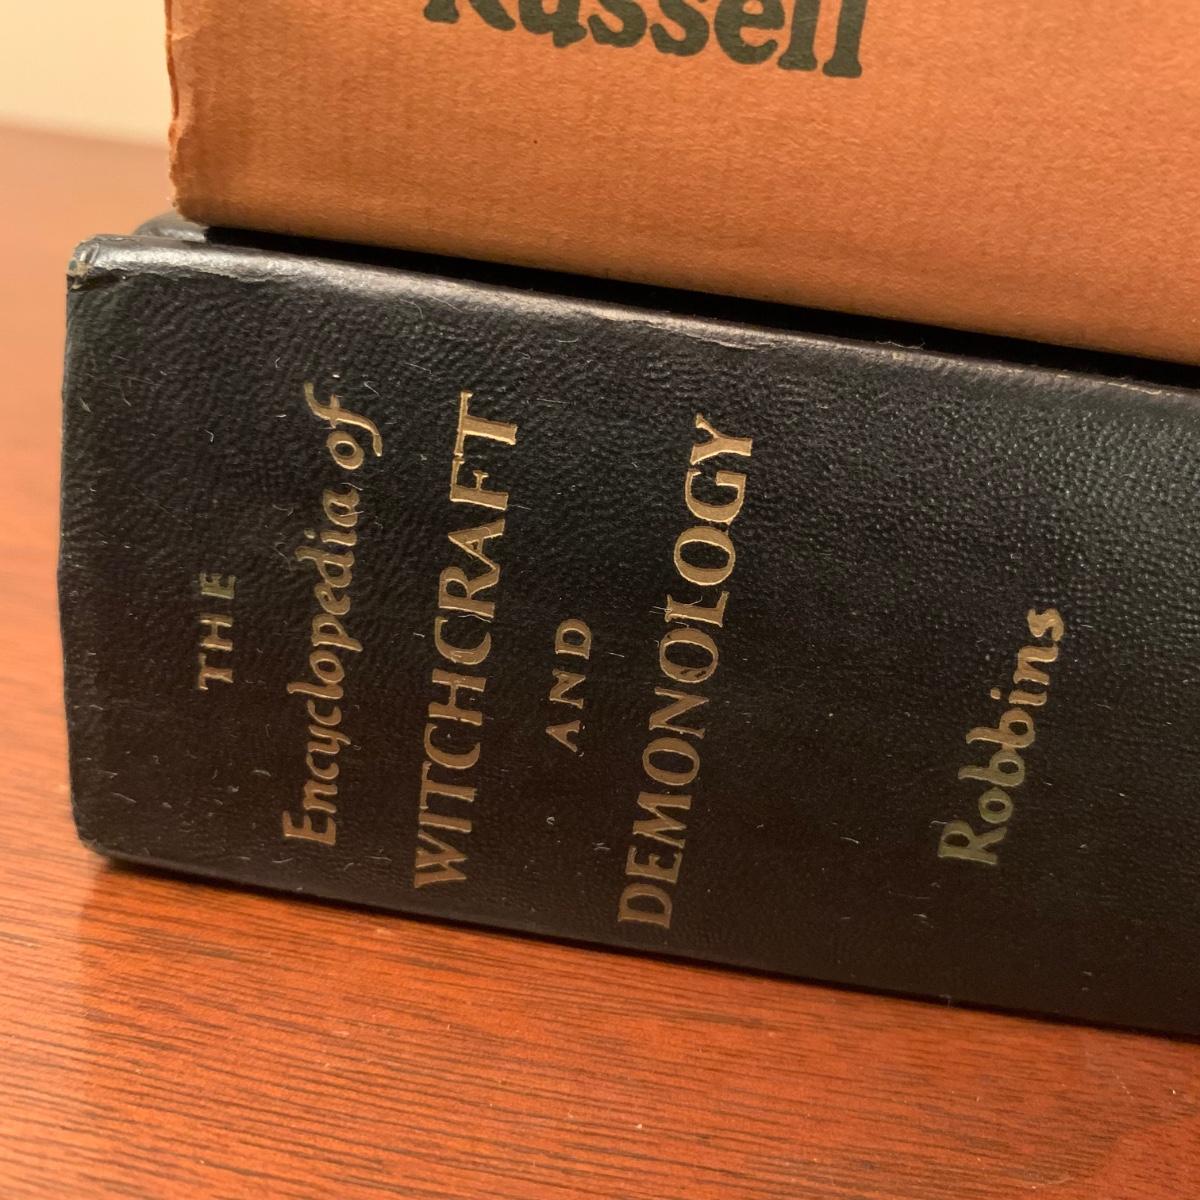 Russell
THE
Encyclopedia of
WITCHCRAFT
AND
DEMONOLOGY
Robbins